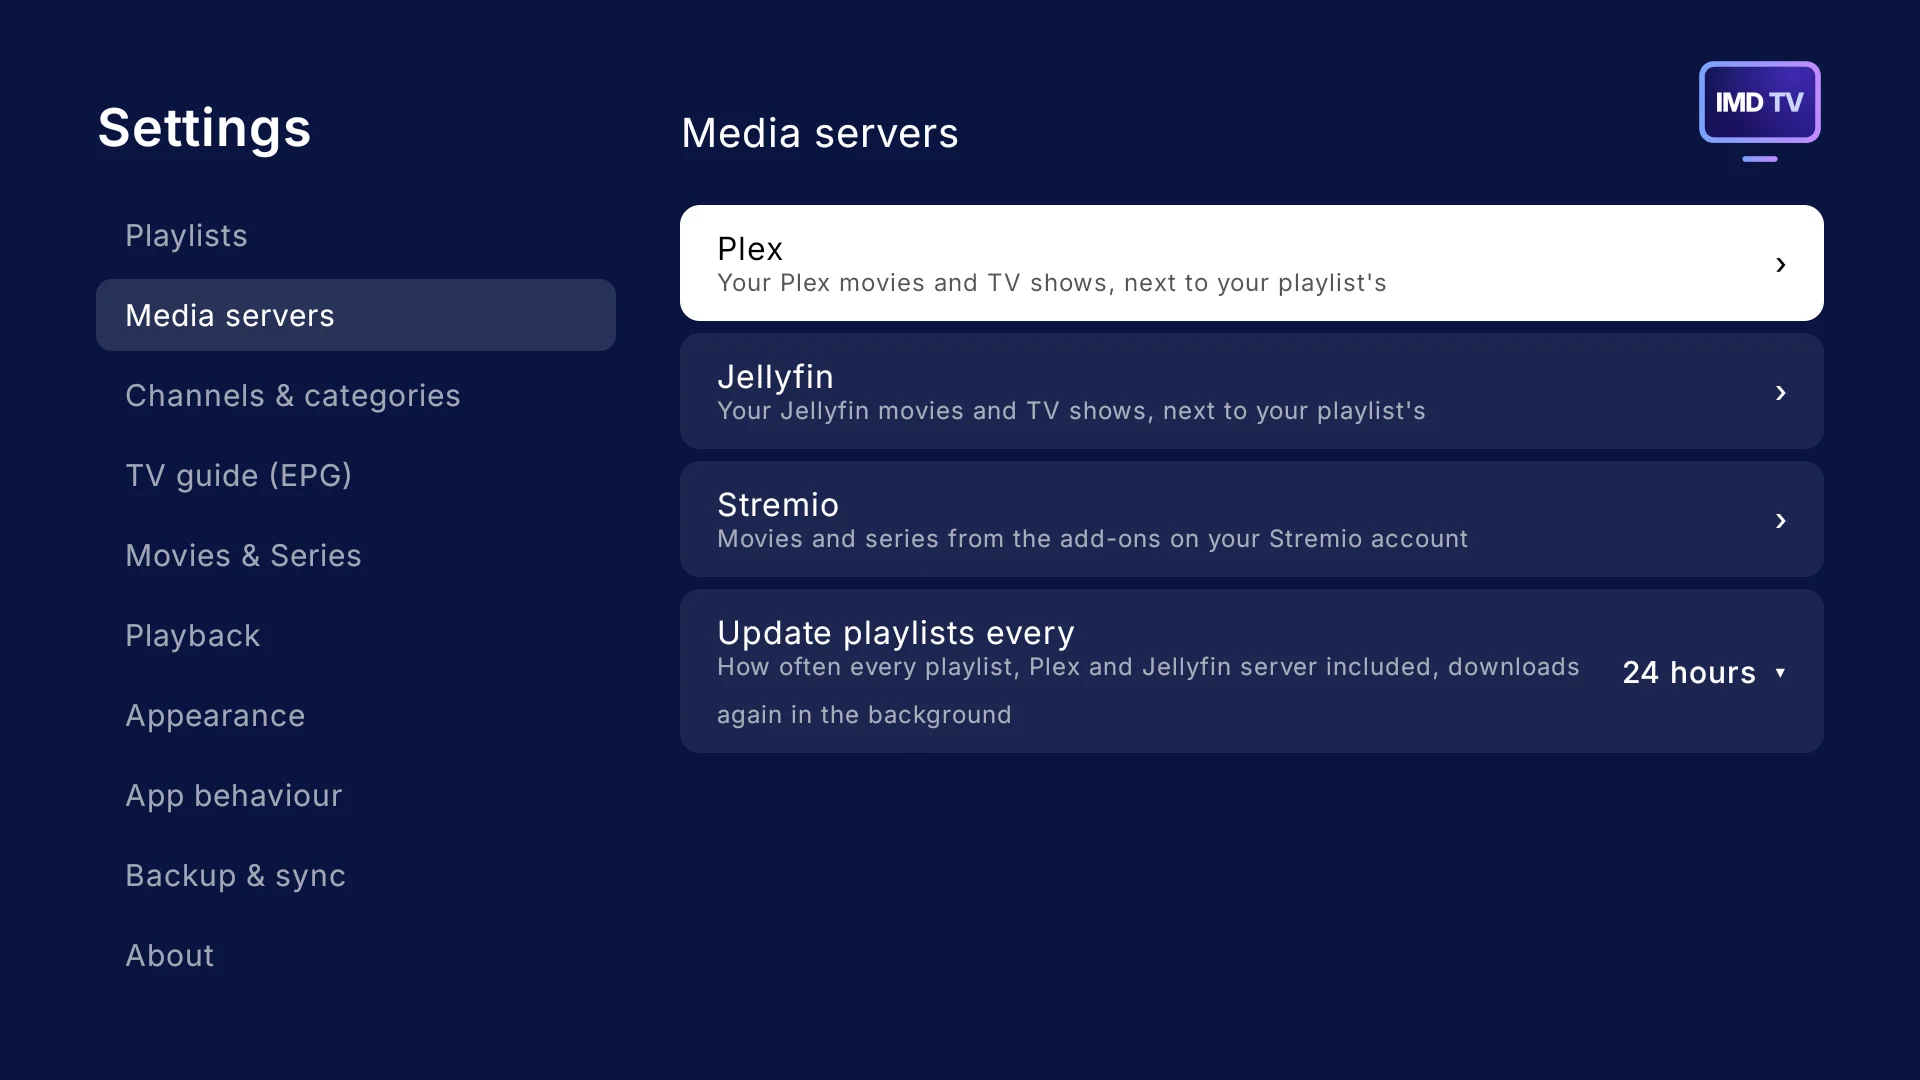 Settings
Playlists
Media servers
Channels & categories
TV guide (EPG)
Movies & Series
Playback
Appearance
App behaviour
Backup & sync
About
Media servers
IMD TV
Plex
Your Plex movies and TV shows, next to your playlist's
›
Jellyfin
Your Jellyfin movies and TV shows, next to your playlist's
›
Stremio
Movies and series from the add-ons on your Stremio account
›
Update playlists every
How often every playlist, Plex and Jellyfin server included, downloads
again in the background
24 hours ▾